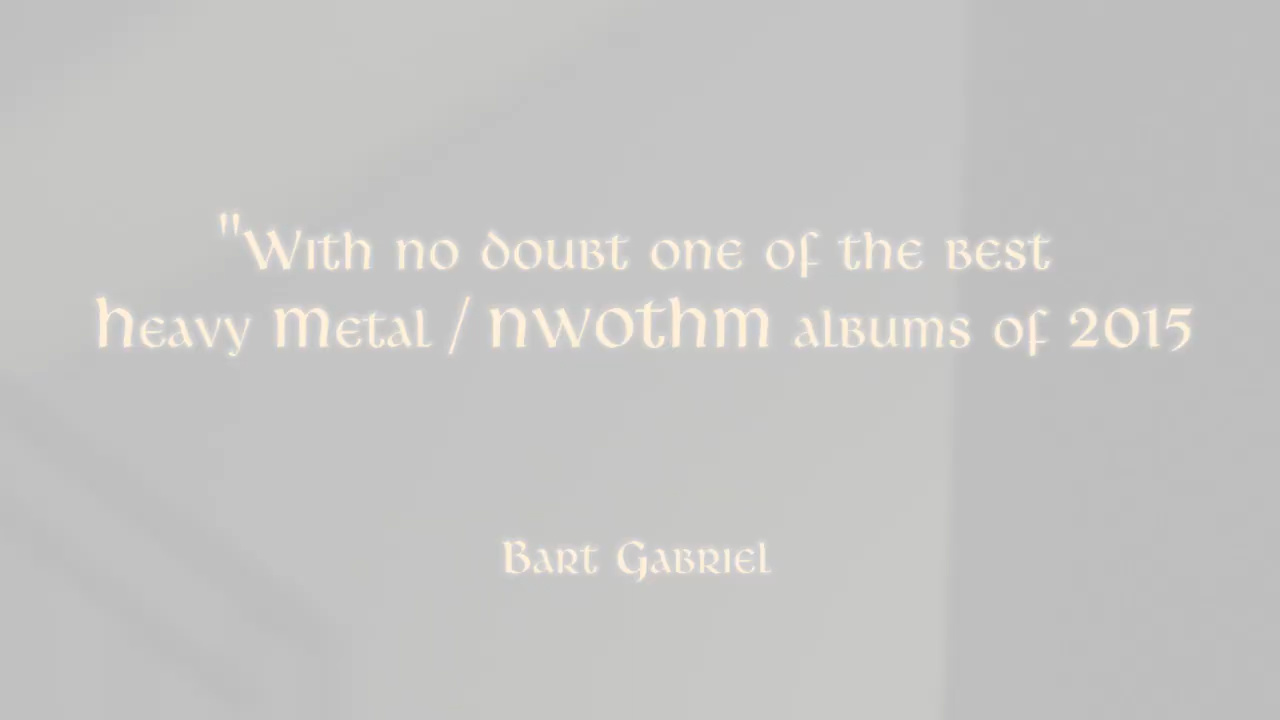 "With no doubt one of the best
heavy Metal / NWOTHM albums of 2015
Bart Gabriel